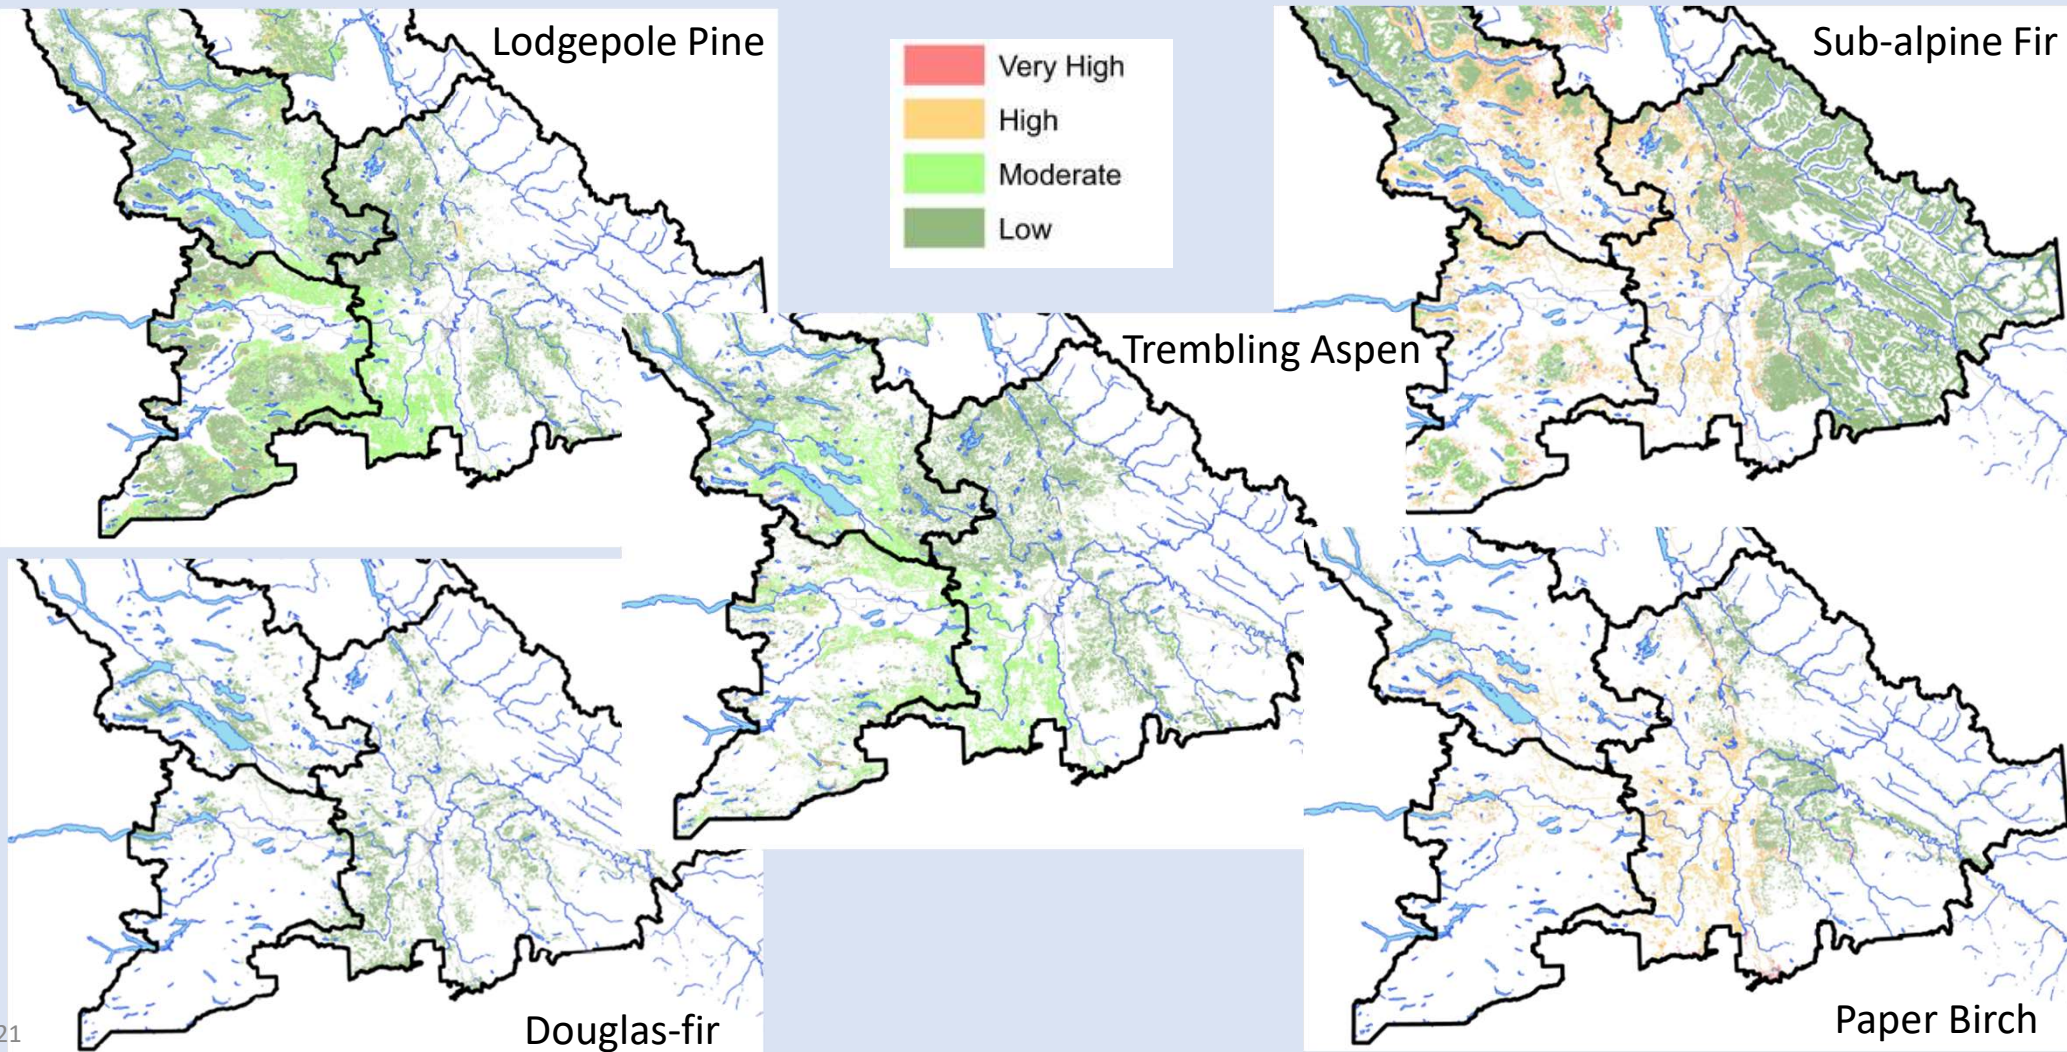 Lodgepole Pine
Very High
High
Moderate
Low
Sub-alpine Fir
Trembling Aspen
Douglas-fir
Paper Birch
21